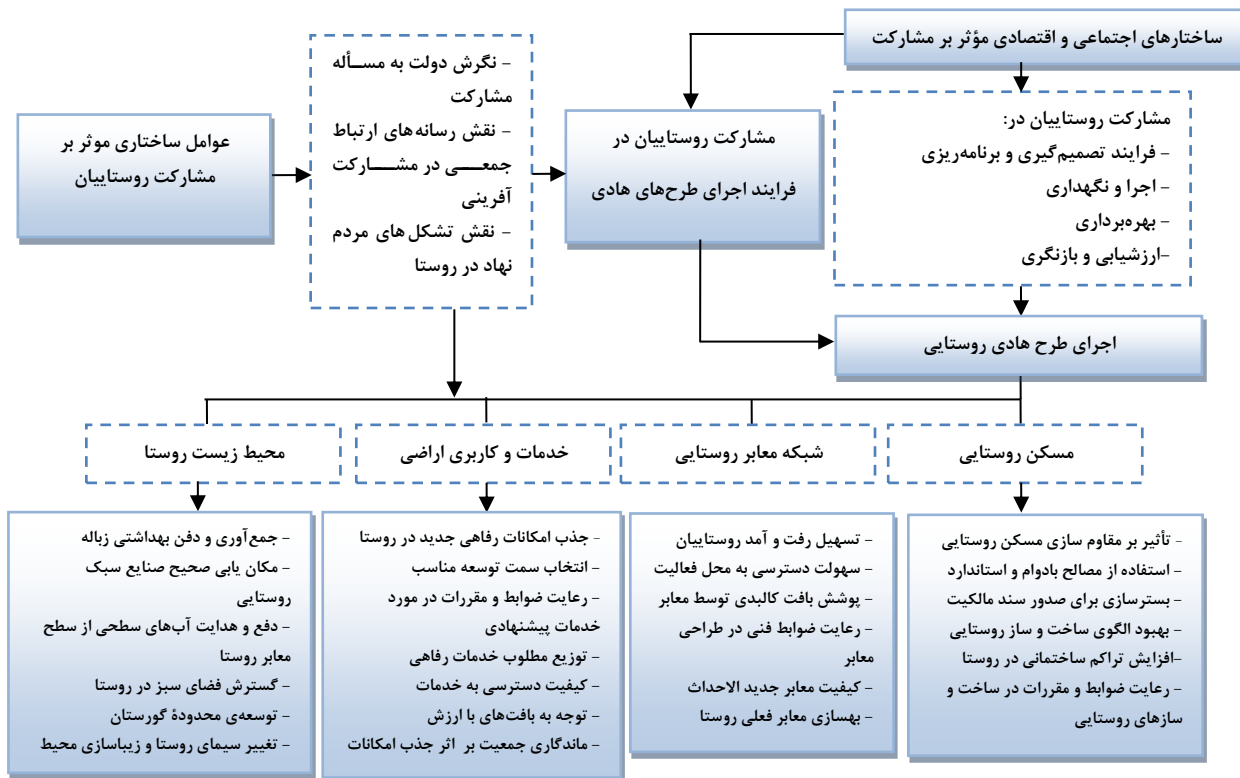 ساختارهای اجتماعی و اقتصادی مؤثر بر مشارکت
مشارکت روستاییان در:
- فرایند تصمیم‌گیری و برنامه‌ریزی
- اجرا و نگهداری
- بهره‌برداری
-ارزشیابی و بازنگری
مشارکت روستاییان در
فرایند اجرای طرح‌های هادی
- نگرش دولت به مسـأله
مشارکت
- نقش رسانه‌های ارتباط
جمعـــی در مشـــارکت
آفرینی
- نقش تشکل‌های مردم
نهاد در روستا
عوامل ساختاری موثر بر
مشارکت روستاییان
اجرای طرح هادی روستایی
مسکن روستایی
شبکه معابر روستایی
خدمات و کاربری اراضی
محیط زیست روستا
- تأثیر بر مقاوم سازی مسکن روستایی
- استفاده از مصالح بادوام و استاندارد
- بسترسازی برای صدور سند مالکیت
- بهبود الگوی ساخت و ساز روستایی
-افزایش تراکم ساختمانی در روستا
- رعایت ضوابط و مقررات در ساخت و
سازهای روستایی
- تسهیل رفت و آمد روستاییان
- سهولت دسترسی به محل فعالیت
- پوشش بافت کالبدی توسط معابر
- رعایت ضوابط فنی در طراحی
معابر
- کیفیت معابر جدید الاحداث
- بهسازی معابر فعلی روستا
- جذب امکانات رفاهی جدید در روستا
- انتخاب سمت توسعه مناسب
- رعایت ضوابط و مقررات در مورد
خدمات پیشنهادی
- توزیع مطلوب خدمات رفاهی
- کیفیت دسترسی به خدمات
- توجه به بافت‌های با ارزش
- ماندگاری جمعیت بر اثر جذب امکانات
- جمع‌آوری و دفن بهداشتی زباله
- مکان یابی صحیح صنایع سبک
روستایی
- دفع و هدایت آب‌های سطحی از سطح
معابر روستا
- گسترش فضای سبز در روستا
- توسعه‌ی محدودۀ گورستان
- تغییر سیمای روستا و زیباسازی محیط